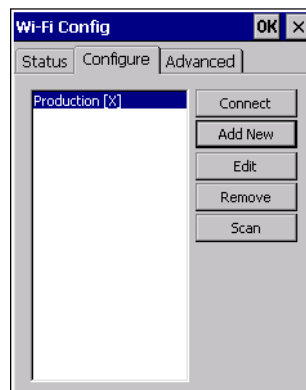 Wi-Fi Config OK ×
Status Configure Advanced
Production [X]
Connect
Add New
Edit
Remove
Scan